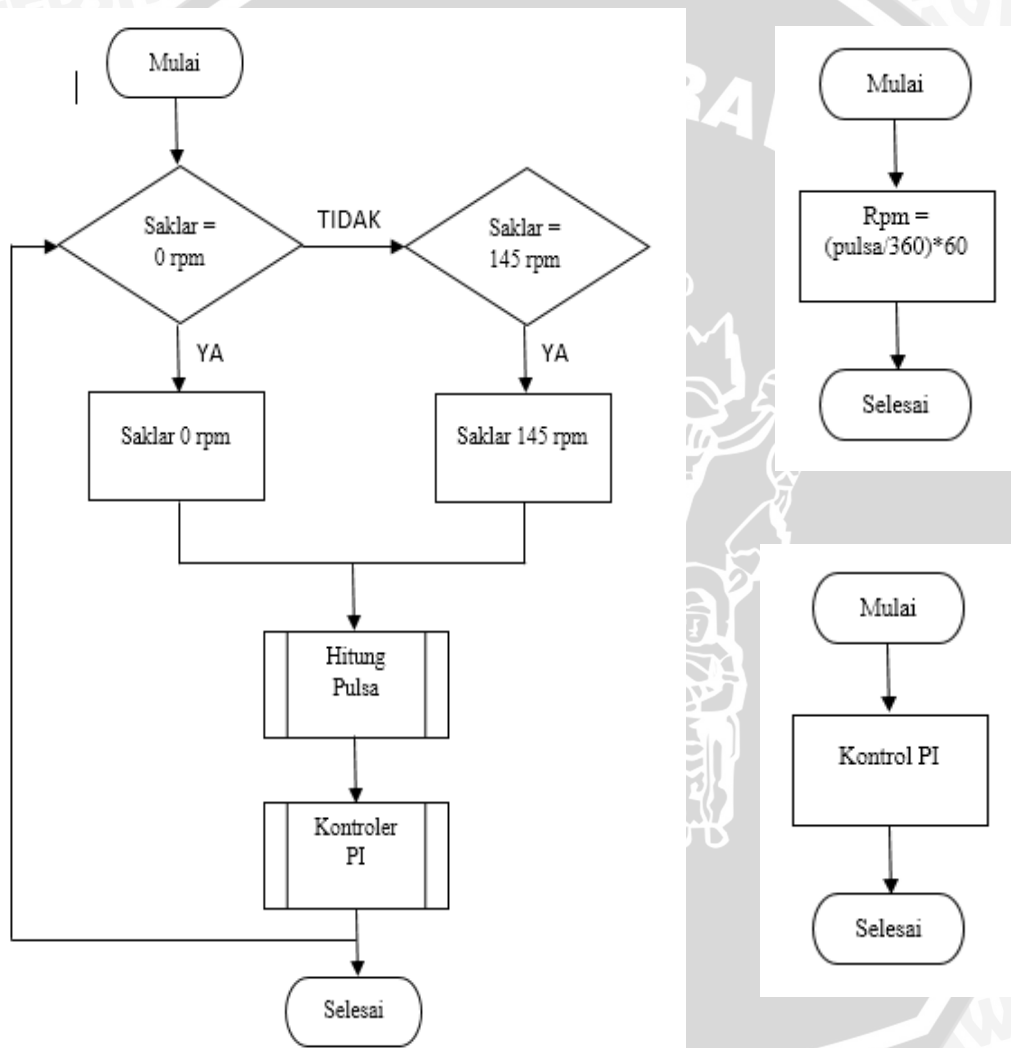 Mulai
Saklar =
0 rpm
TIDAK
Saklar =
145 rpm
YA
YA
Saklar 0 rpm
Saklar 145 rpm
Hitung
Pulsa
Kontroler
PI
Selesai
Mulai
Rpm =
(pulsa/360)*60
Selesai
Mulai
Kontrol PI
Selesai